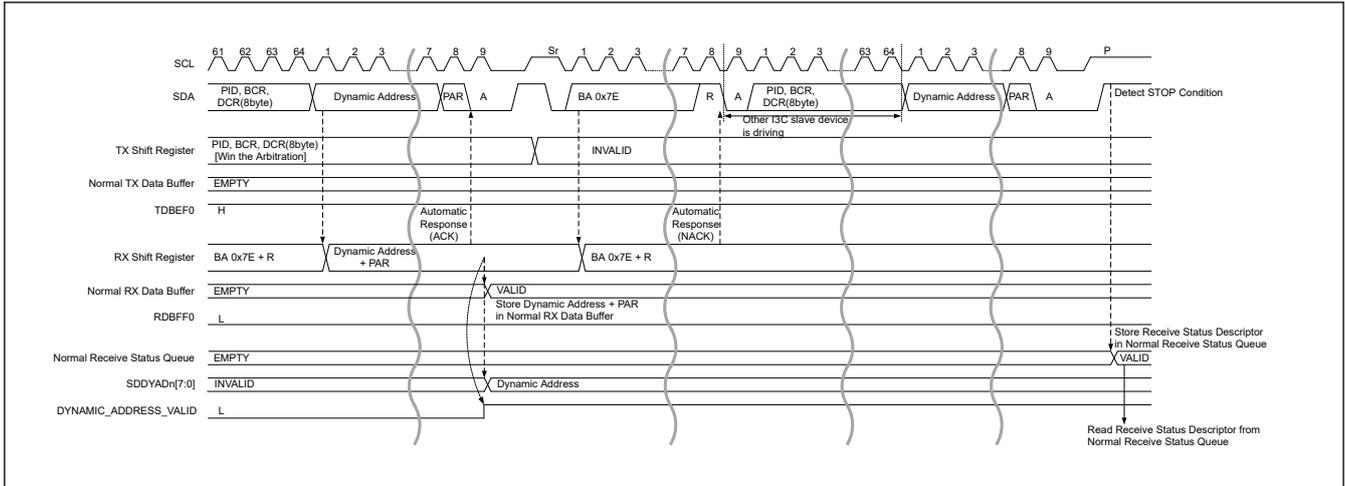 61 62 63 64 1 2 3 7 8 9 Sr 1 2 3 7 8 9 1 2 3 63 64 1 2 3 8 9 P
SCL
SDA
PID, BCR,
DCR(8byte)
Dynamic Address
PAR
A
BA 0x7E
R
A
PID, BCR,
DCR(8byte)
Dynamic Address
PAR
A
Detect STOP Condition
Other I3C slave device
is driving
TX Shift Register
PID, BCR, DCR(8byte)
[Win the Arbitration]
INVALID
Normal TX Data Buffer
EMPTY
TDBEF0
H
Automatic
Response
(ACK)
Automatic
Response
(NACK)
RX Shift Register
BA 0x7E + R
Dynamic Address
+ PAR
BA 0x7E + R
Normal RX Data Buffer
EMPTY
VALID
Store Dynamic Address + PAR
in Normal RX Data Buffer
RDBFF0
L
Store Receive Status Descriptor
in Normal Receive Status Queue
Normal Receive Status Queue
EMPTY
VALID
SDDYADn[7:0]
INVALID
Dynamic Address
DYNAMIC_ADDRESS_VALID
L
Read Receive Status Descriptor from
Normal Receive Status Queue